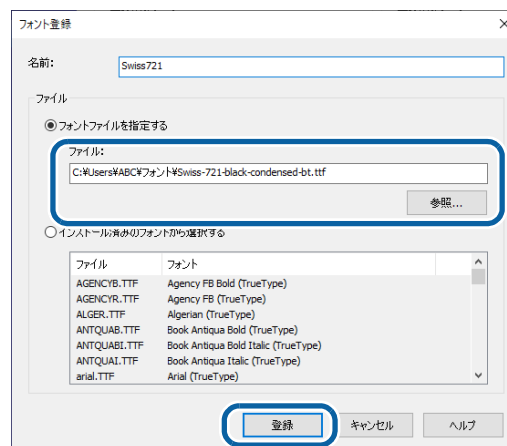 フォント登録
名前:
Swiss721
ファイル
フォントファイルを指定する
ファイル:
C:¥Users¥ABC¥フォント¥Swiss-721-black-condensed-bt.ttf
参照...
インストール済みのフォントから選択する
ファイル フォント
AGENCYB.TTF Agency FB Bold (TrueType)
AGENCYR.TTF Agency FB (TrueType)
ALGER.TTF Algerian (TrueType)
ANTQUAB.TTF Book Antiqua Bold (TrueType)
ANTQUABI.TTF Book Antiqua Bold Italic (TrueType)
ANTQUAI.TTF Book Antiqua Italic (TrueType)
arial.TTF Arial (TrueType)
登録 キャンセル ヘルプ